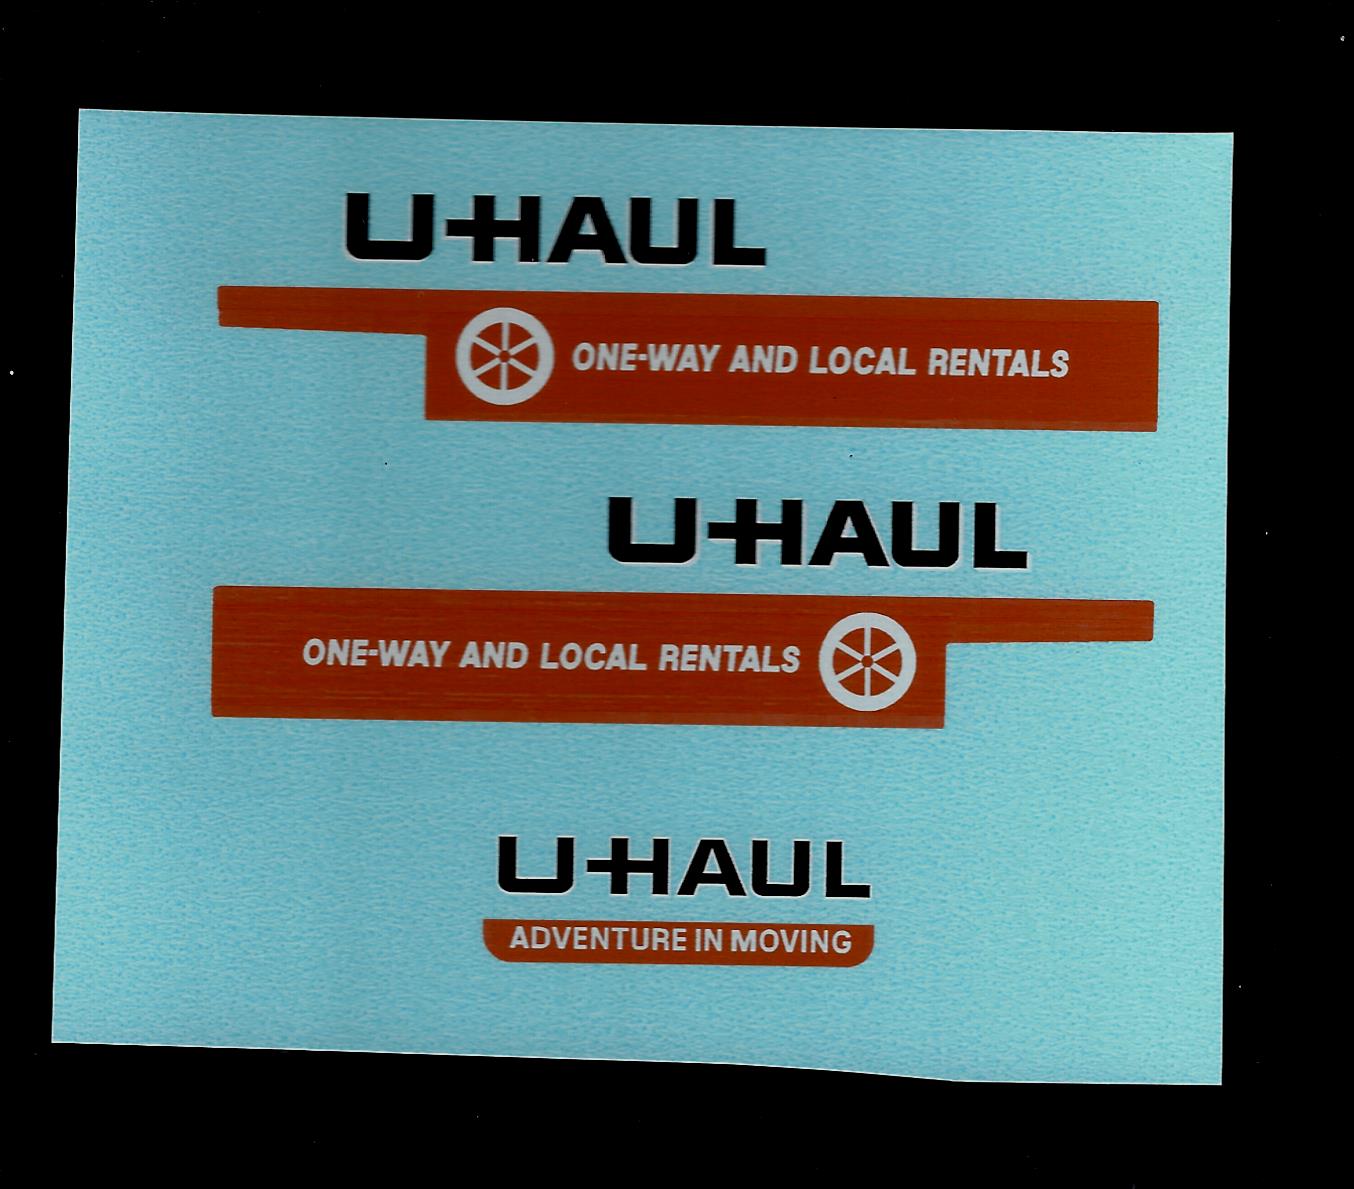 U-HAUL
ONE-WAY AND LOCAL RENTALS
U-HAUL
ONE-WAY AND LOCAL RENTALS
U-HAUL
ADVENTURE IN MOVING